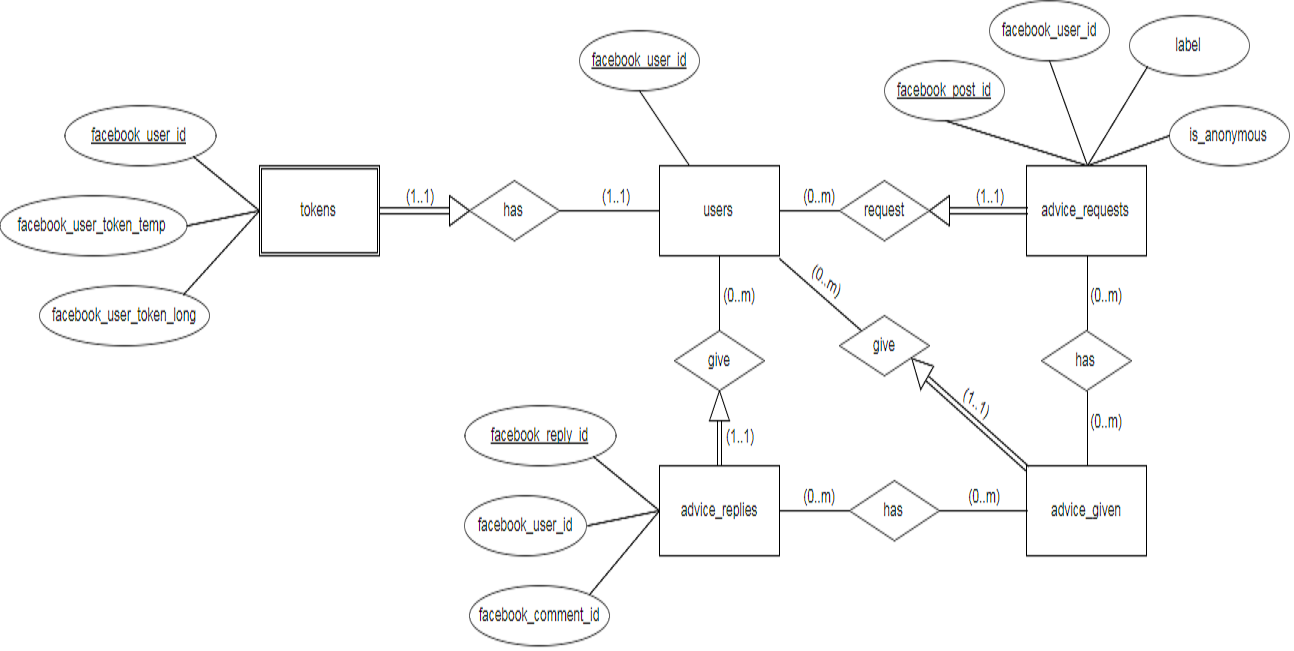 facebook_user_id
label
facebook_user_id
facebook_post_id
is_anonymous
facebook_user_id
facebook_user_token_temp
facebook_user_token_long
tokens
(1..1)
has
(1..1)
users
(0..m)
request
(1..1)
advice_requests
(0..m)
(0..m)
(0..m)
give
give
has
(1..1)
(1..1)
(0..m)
facebook_reply_id
facebook_user_id
facebook_comment_id
advice_replies
(0..m)
has
(0..m)
advice_given